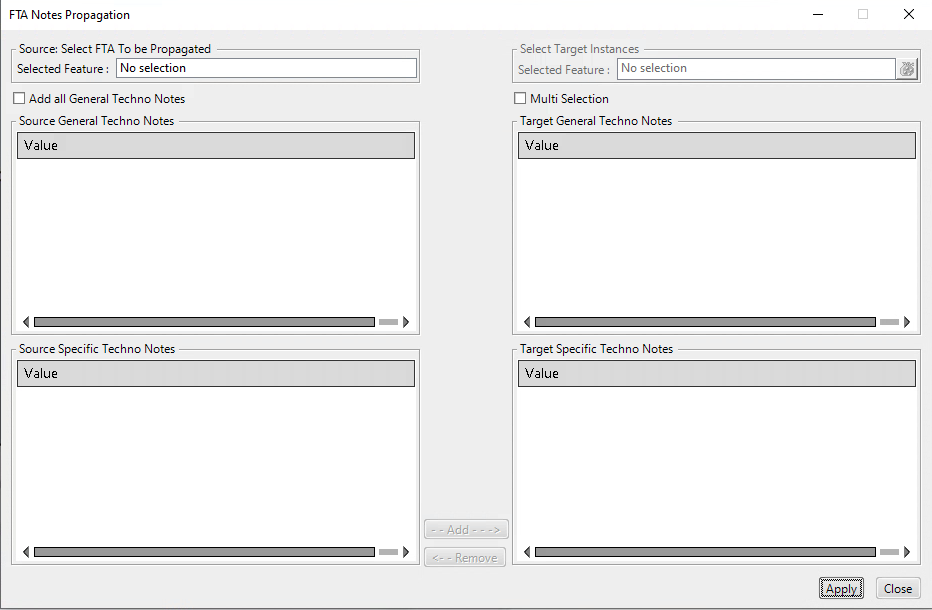 FTA Notes Propagation
Source: Select FTA To be Propagated
Selected Feature : No selection
Select Target Instances
Selected Feature : No selection
Add all General Techno Notes
Multi Selection
Source General Techno Notes
Value
Target General Techno Notes
Value
Source Specific Techno Notes
Value
Target Specific Techno Notes
Value
- - Add - - ->
<- - Remove
Apply
Close